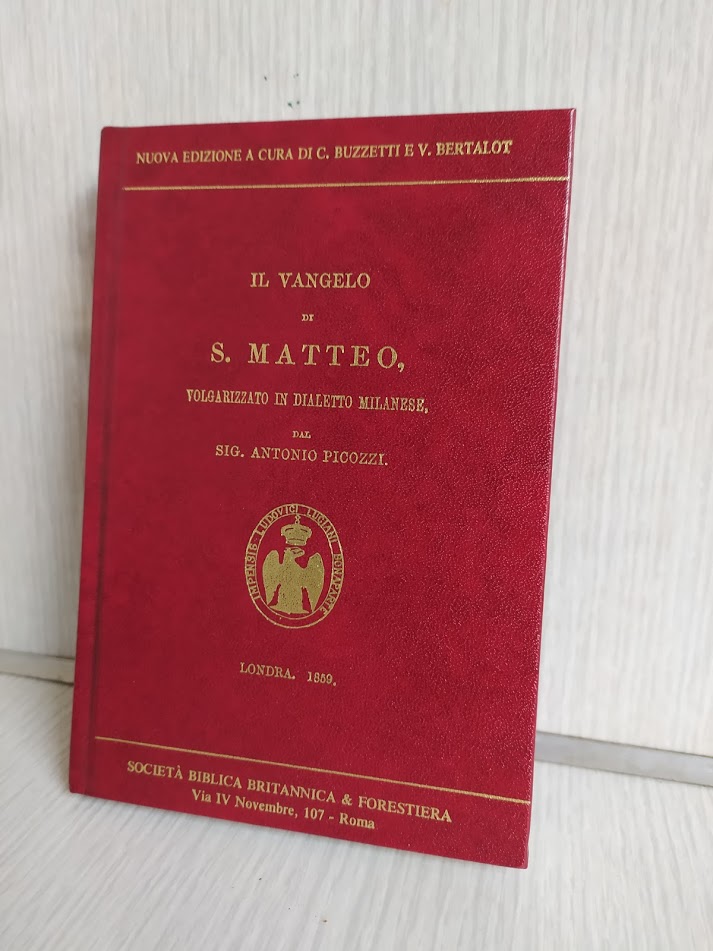 NUOVA EDIZIONE A CURA DI C. BUZZETTI E V. BERTALOT
IL VANGELO
DI
S. MATTEO,
VOLGARIZZATO IN DIALETTO MILANESE,
DAL
SIG. ANTONIO PICOZZI.
IMPENSIS LUDOVICI LUCIANI BONAPARTE
LONDRA. 1859.
SOCIETÀ BIBLICA BRITANNICA & FORESTIERA
Via IV Novembre, 107 - Roma